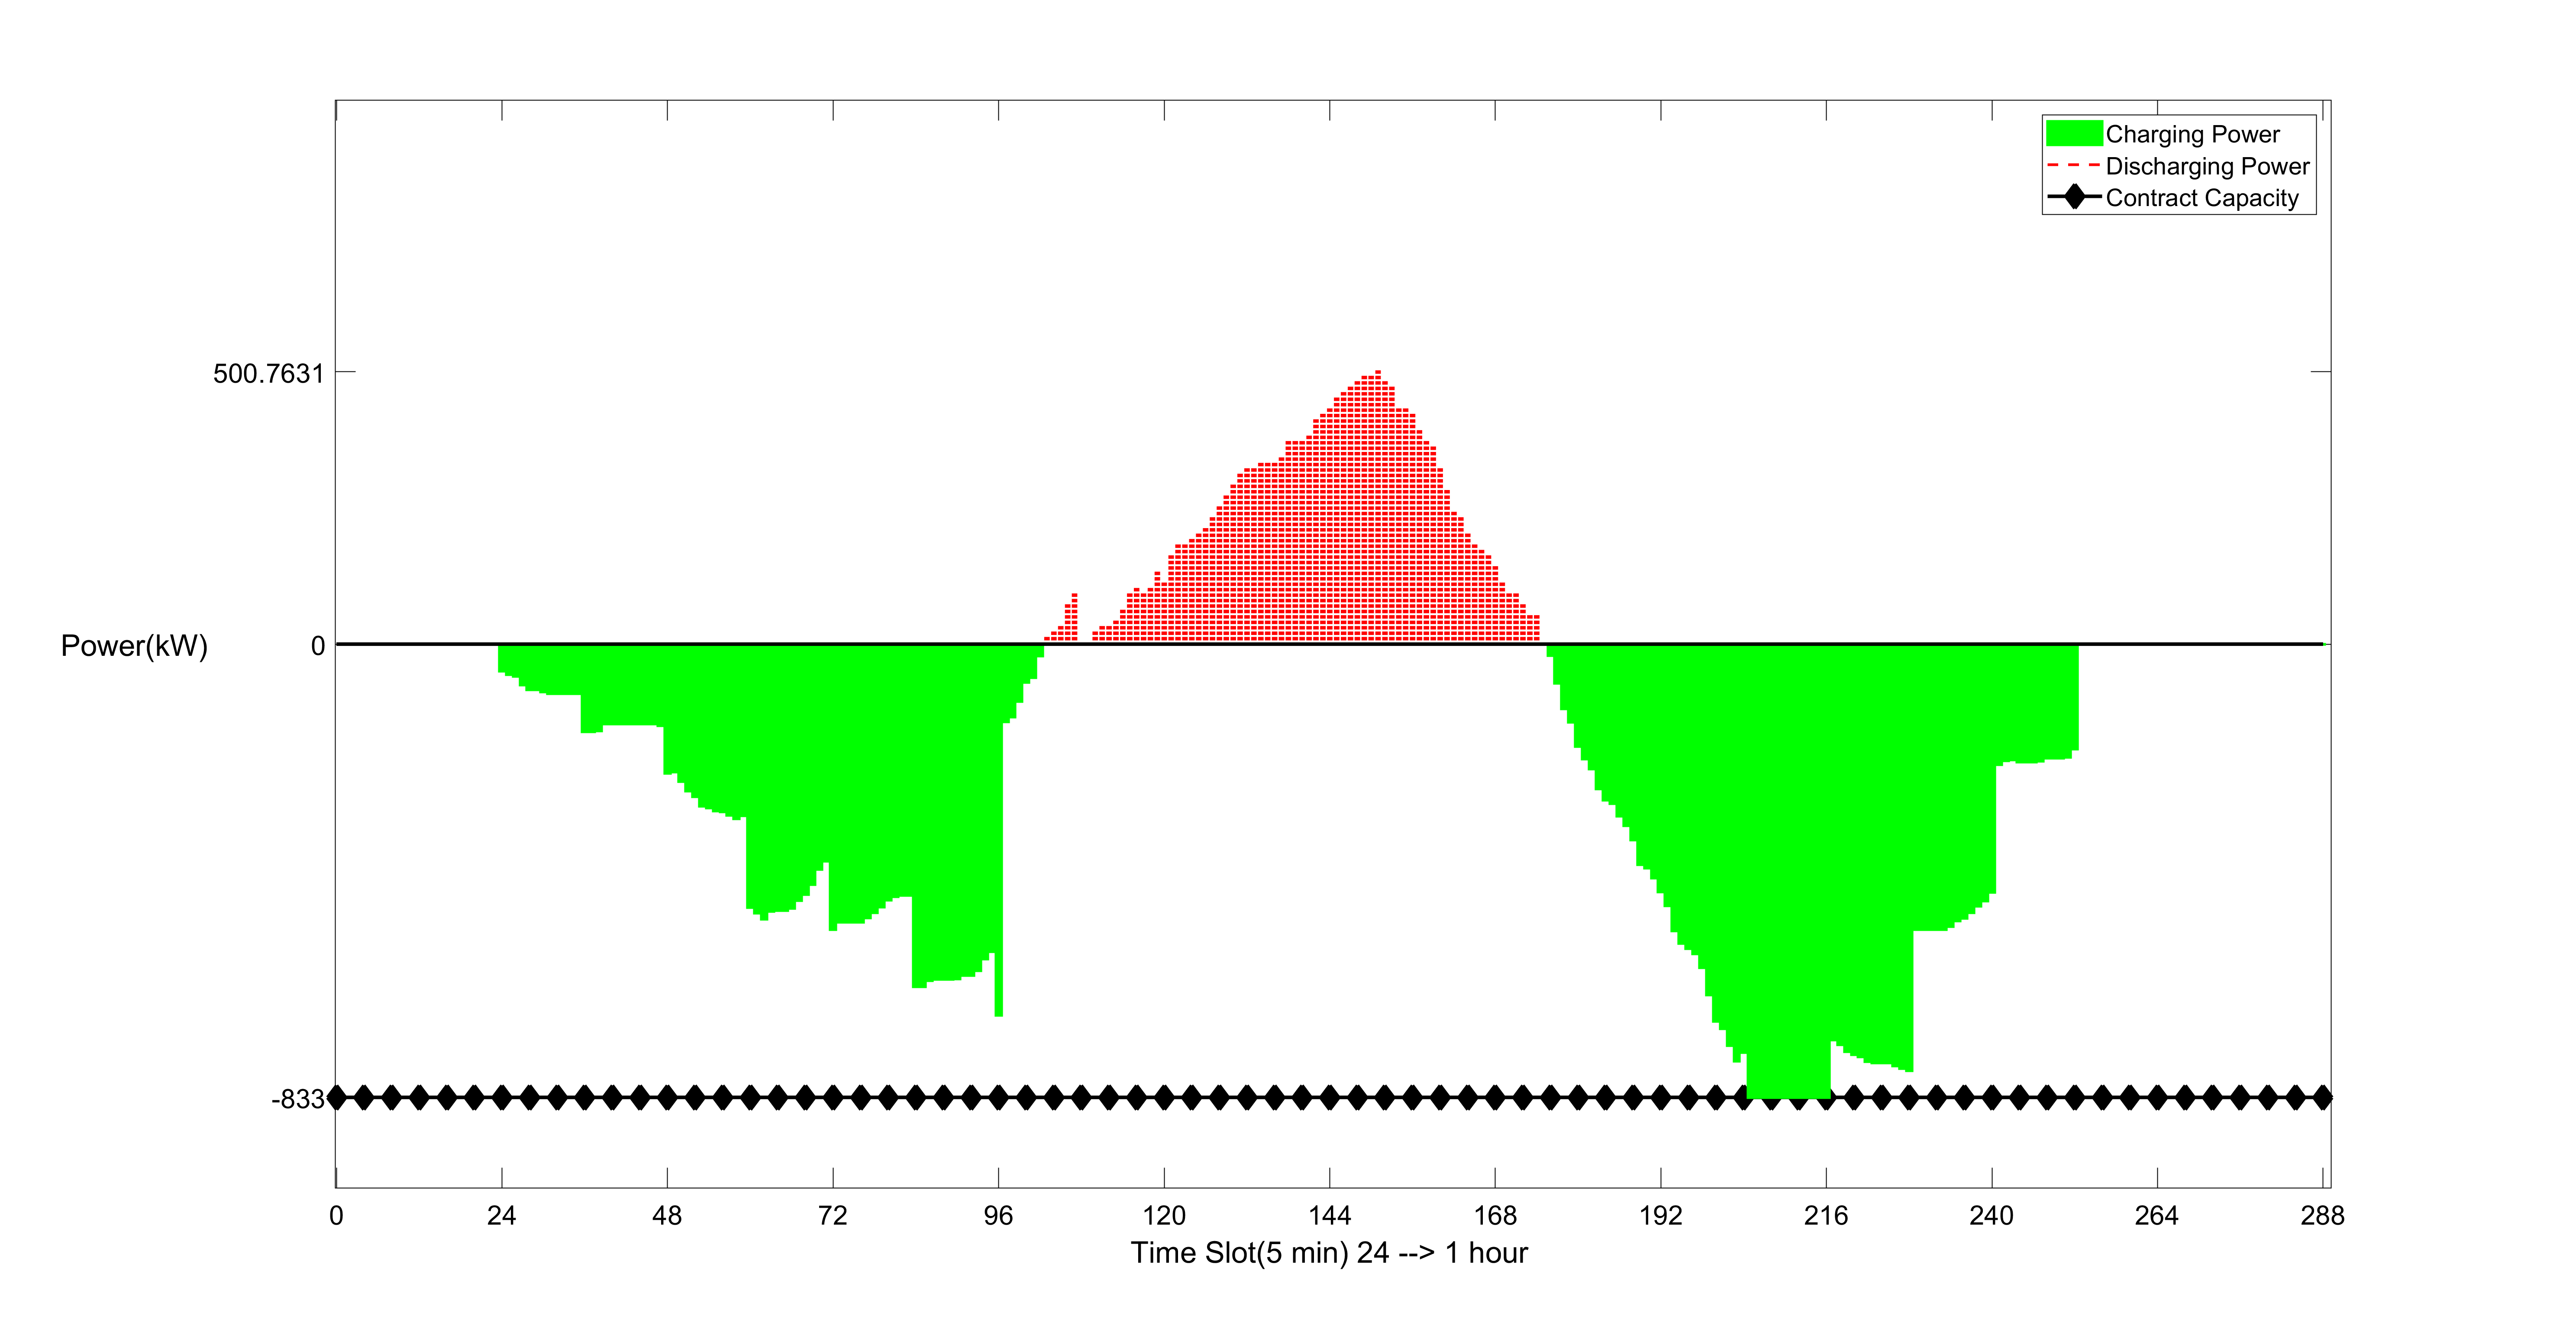 Charging Power
Discharging Power
Contract Capacity
500.7631
Power(kW)
0
-833
0 24 48 72 96 120 144 168 192 216 240 264 288
Time Slot(5 min) 24 --> 1 hour